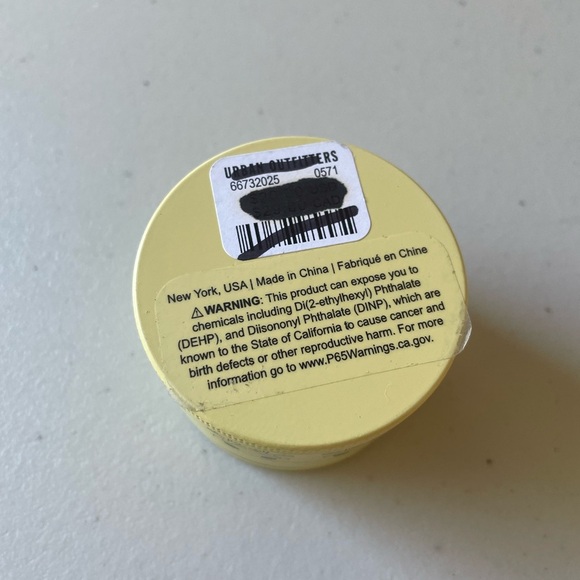 URBAN OUTFITTERS
66732025 0571
New York, USA | Made in China | Fabriqué en Chine
⚠ WARNING: This product can expose you to
chemicals including Di(2-ethylhexyl) Phthalate
(DEHP), and Diisononyl Phthalate (DINP), which are
known to the State of California to cause cancer and
birth defects or other reproductive harm. For more
information go to www.P65Warnings.ca.gov.